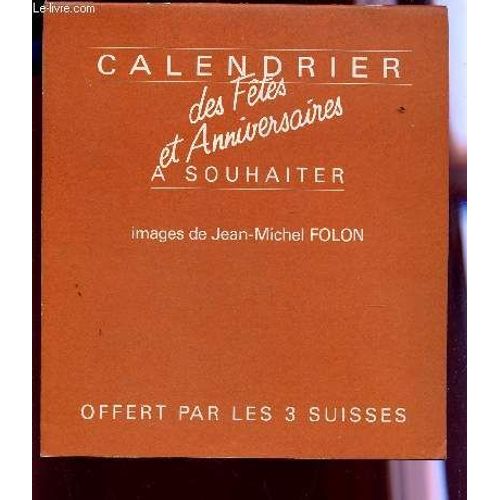 Le-livre.com
CALENDRIER
des Fêtes
et Anniversaires
A SOUHAITER
images de Jean-Michel FOLON
OFFERT PAR LES 3 SUISSES